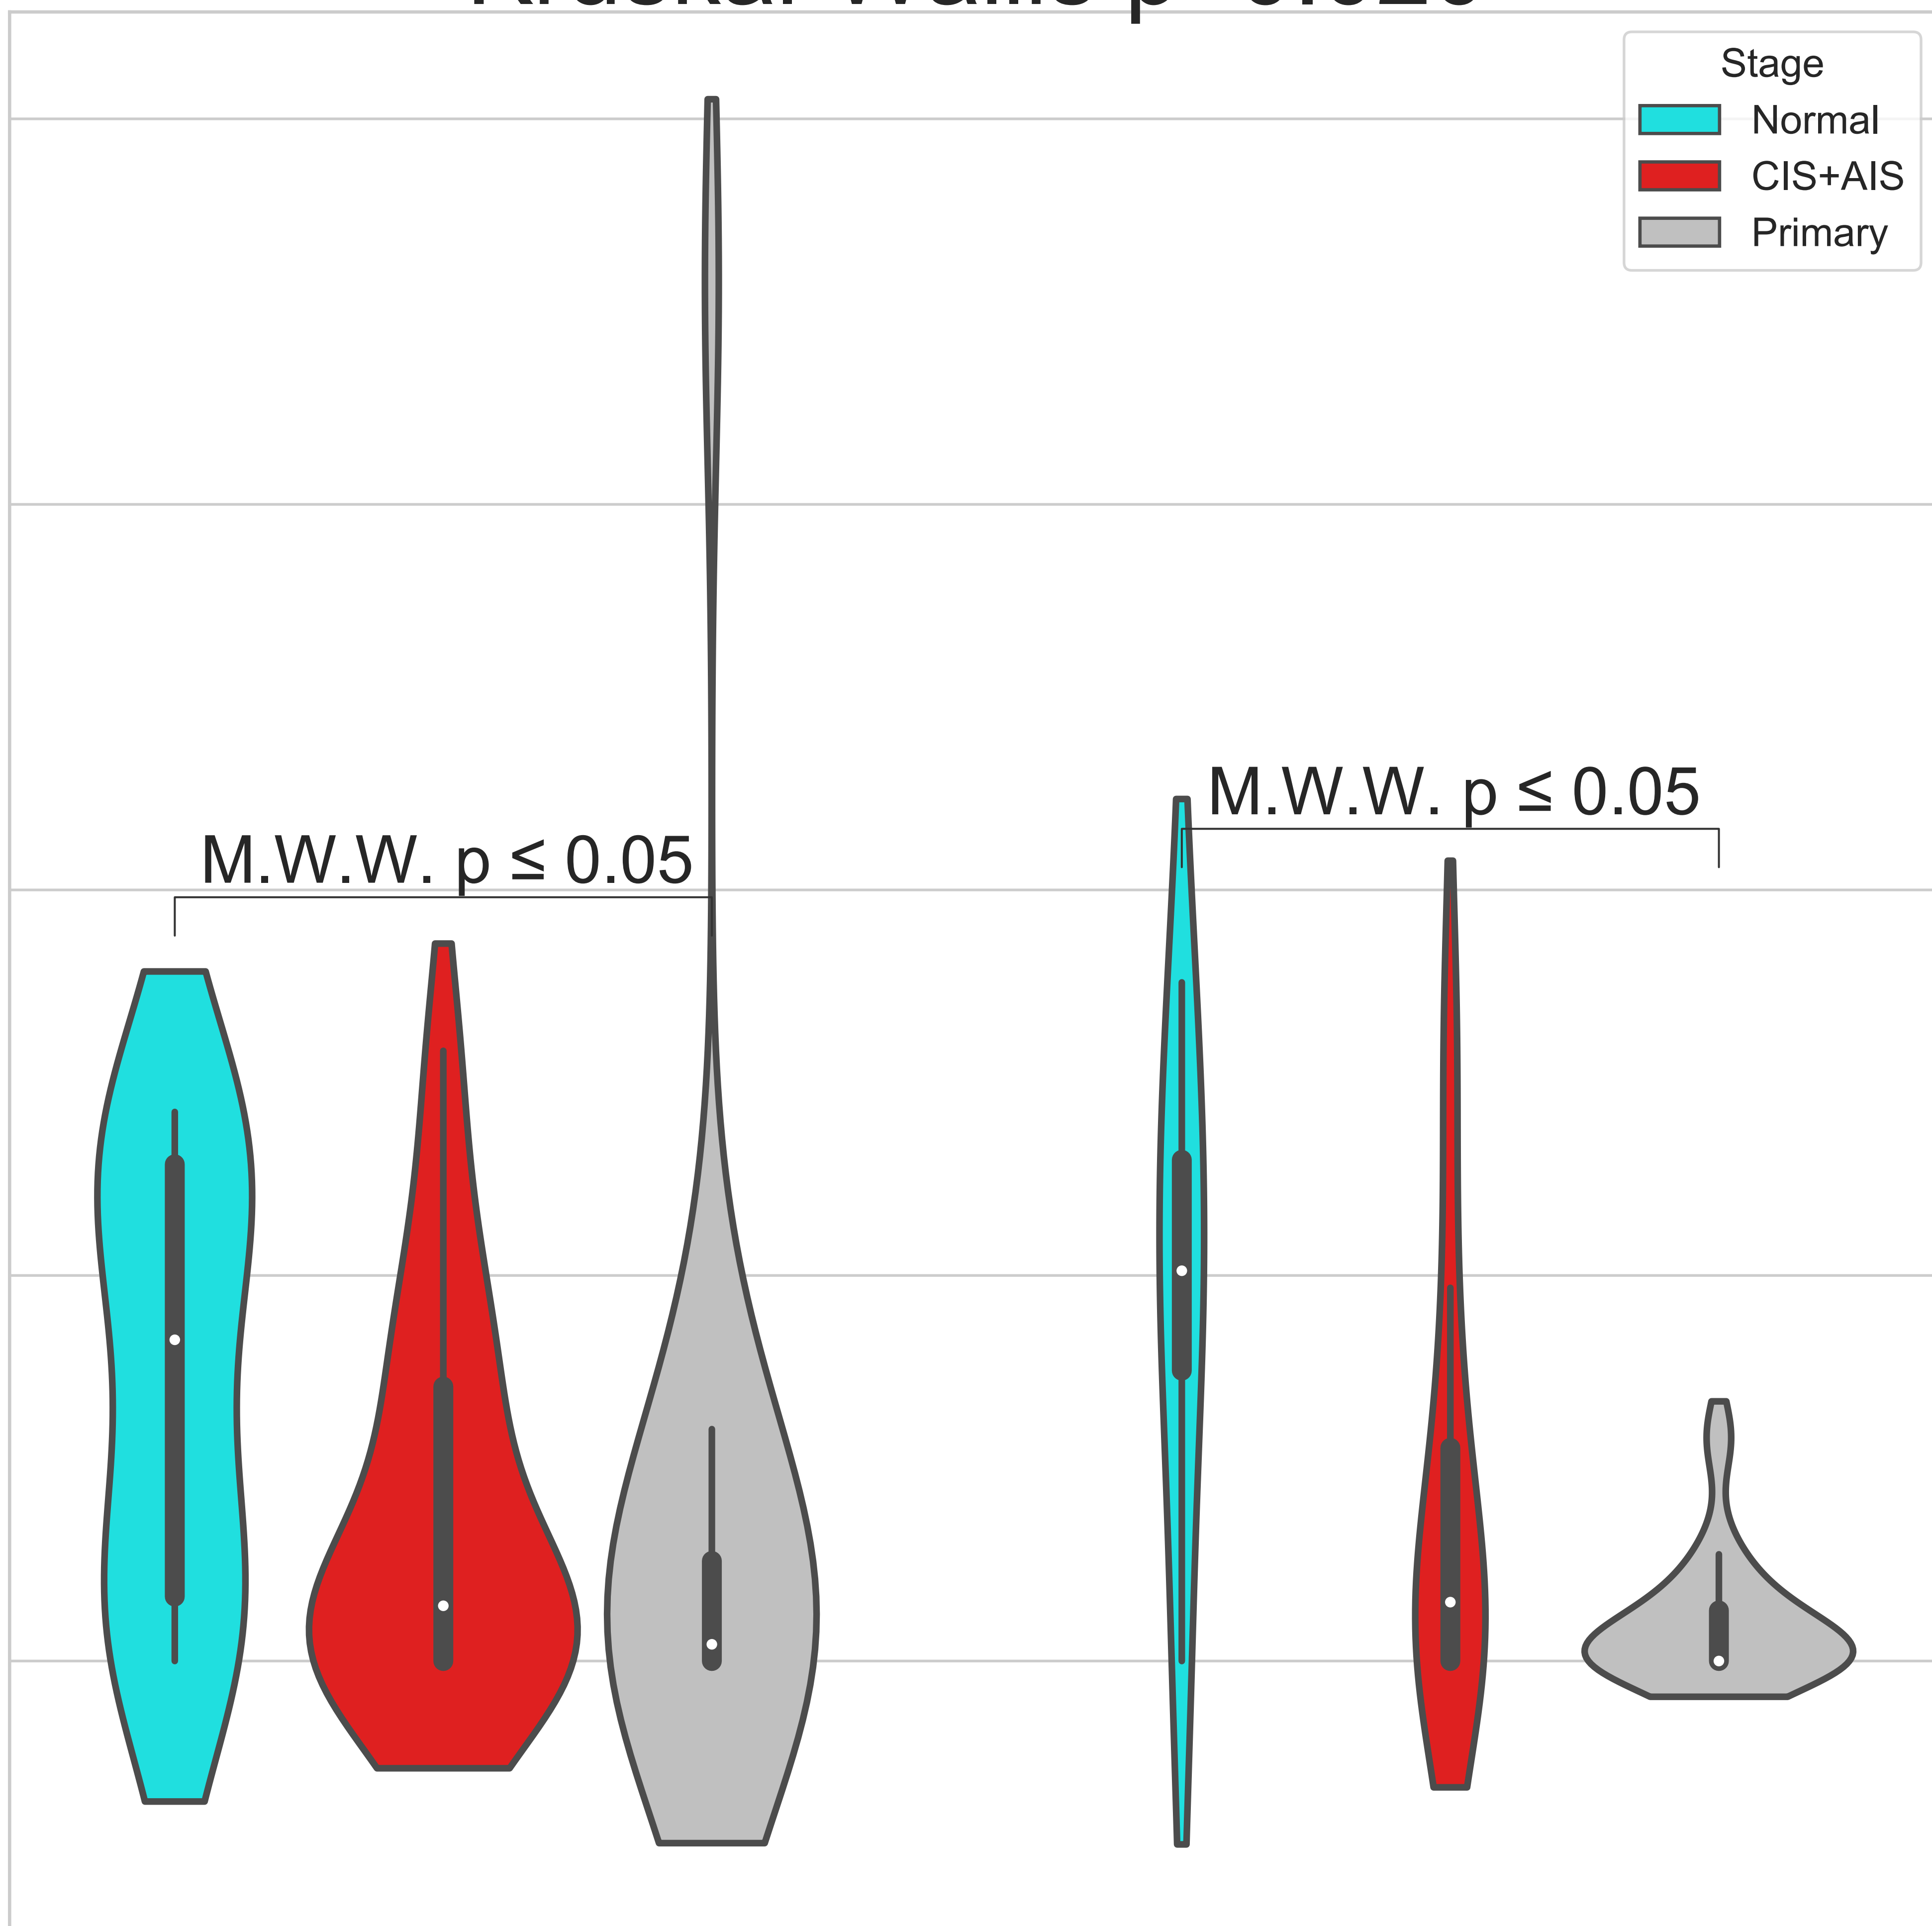 Stage
Normal
CIS+AIS
Primary
M.W.W. p ≤ 0.05
M.W.W. p ≤ 0.05